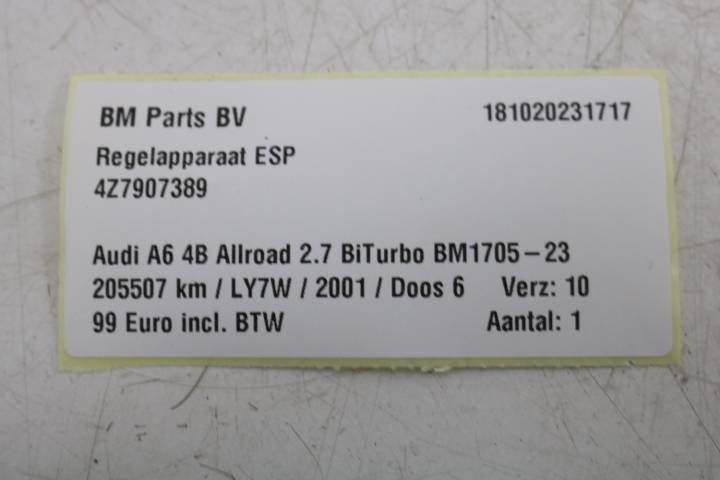 BM Parts BV 181020231717
Regelapparaat ESP
4Z7907389
Audi A6 4B Allroad 2.7 BiTurbo BM1705-23
205507 km / LY7W / 2001 / Doos 6 Verz: 10
99 Euro incl. BTW Aantal: 1